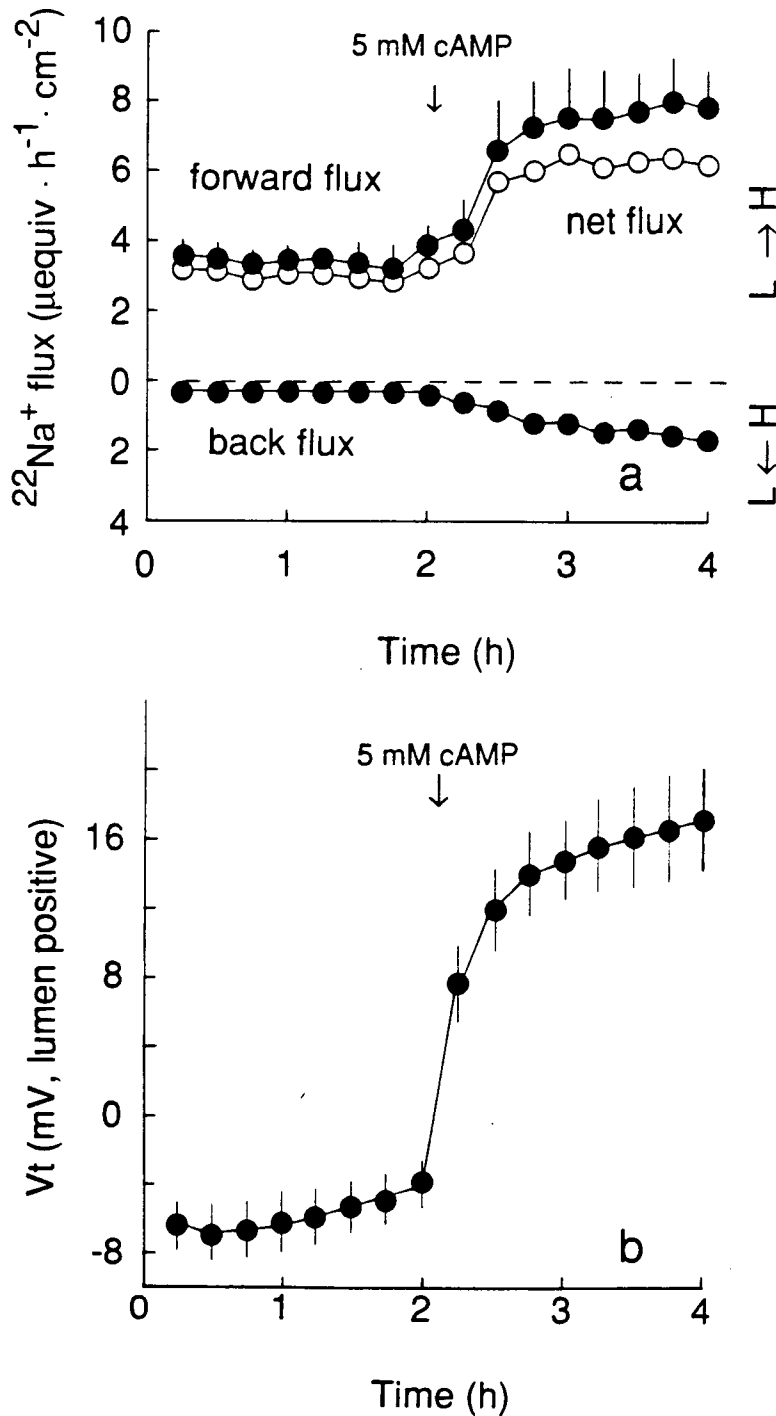 10
8
6
4
2
0
2
4
5 mM cAMP
↓
forward flux
net flux
back flux
a
L → H
L ← H
²²Na⁺ flux (µequiv · h⁻¹ · cm⁻²)
0 1 2 3 4
Time (h)
5 mM cAMP
↓
16
8
0
-8
b
Vt (mV, lumen positive)
0 1 2 3 4
Time (h)